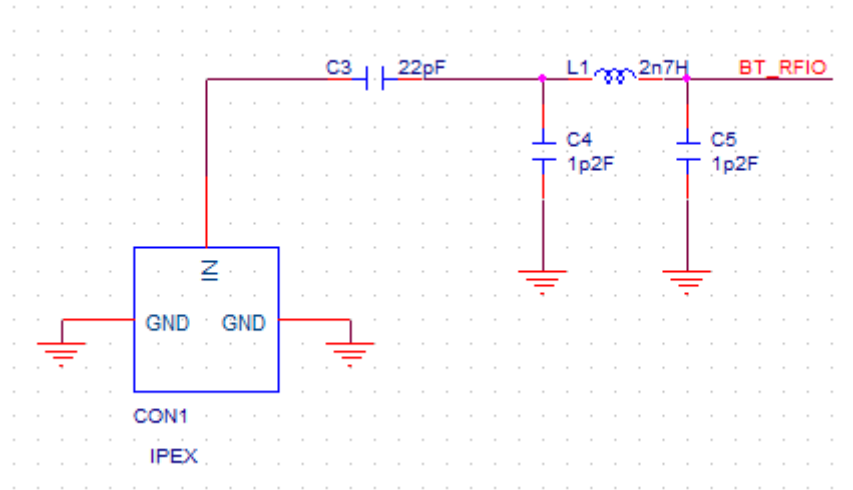 C3 22pF
L1 2n7H
BT_RFIO
C4
1p2F
C5
1p2F
IN
GND GND
CON1
IPEX